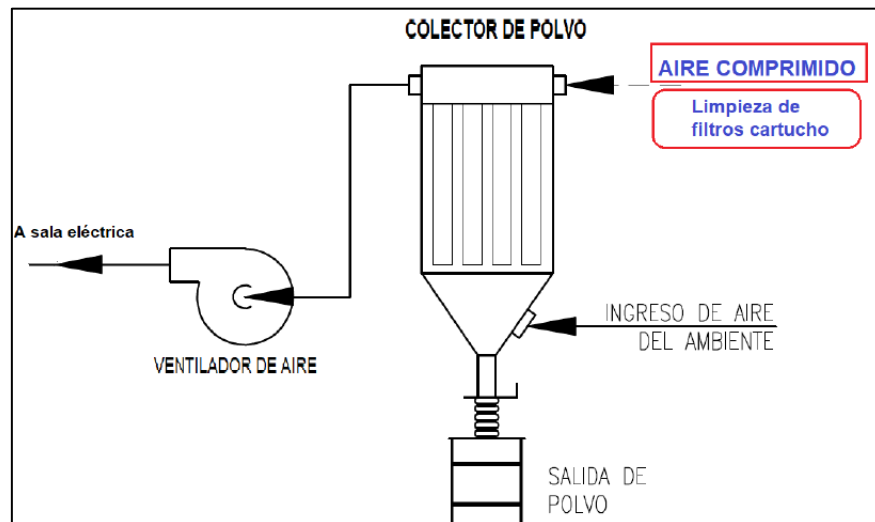 COLECTOR DE POLVO
AIRE COMPRIMIDO
Limpieza de
filtros cartucho
A sala eléctrica
VENTILADOR DE AIRE
INGRESO DE AIRE
DEL AMBIENTE
SALIDA DE
POLVO